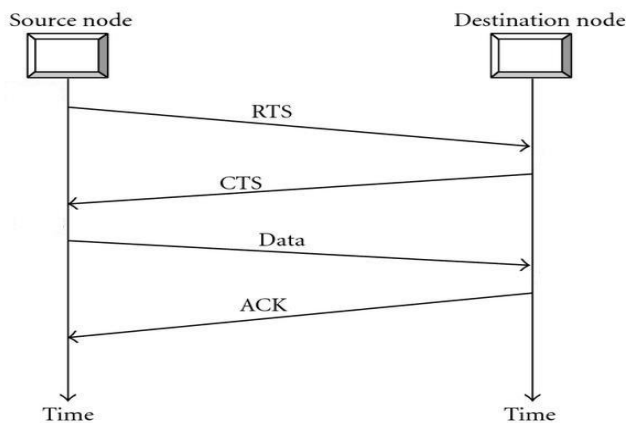 Source node
Destination node
RTS
CTS
Data
ACK
Time
Time